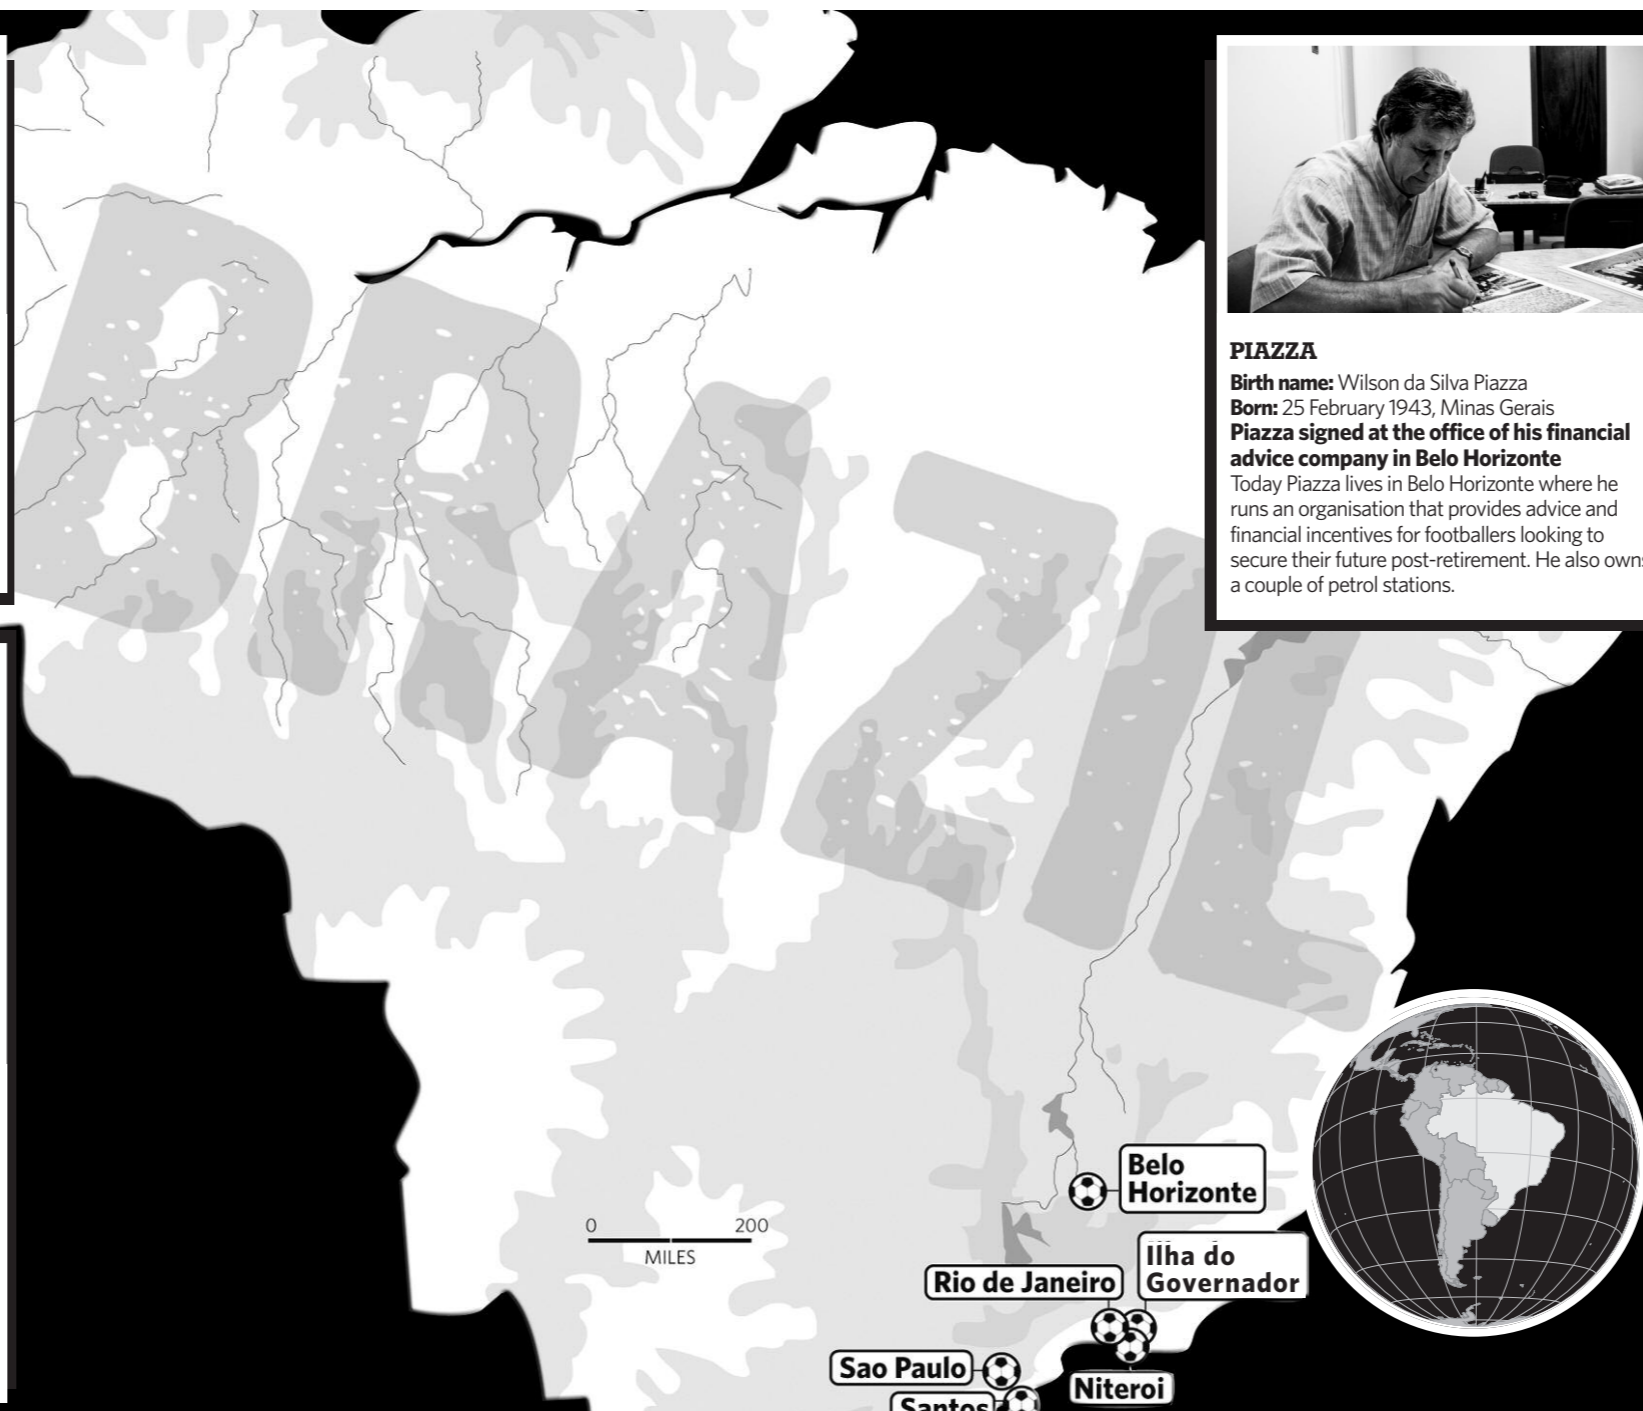 BRAZIL
PIAZZA
Birth name: Wilson da Silva Piazza
Born: 25 February 1943, Minas Gerais
Piazza signed at the office of his financial
advice company in Belo Horizonte
Today Piazza lives in Belo Horizonte where he
runs an organisation that provides advice and
financial incentives for footballers looking to
secure their future post-retirement. He also owns
a couple of petrol stations.
Belo
Horizonte
0 200
MILES
Ilha do
Governador
Rio de Janeiro
Sao Paulo
Niteroi
Santos